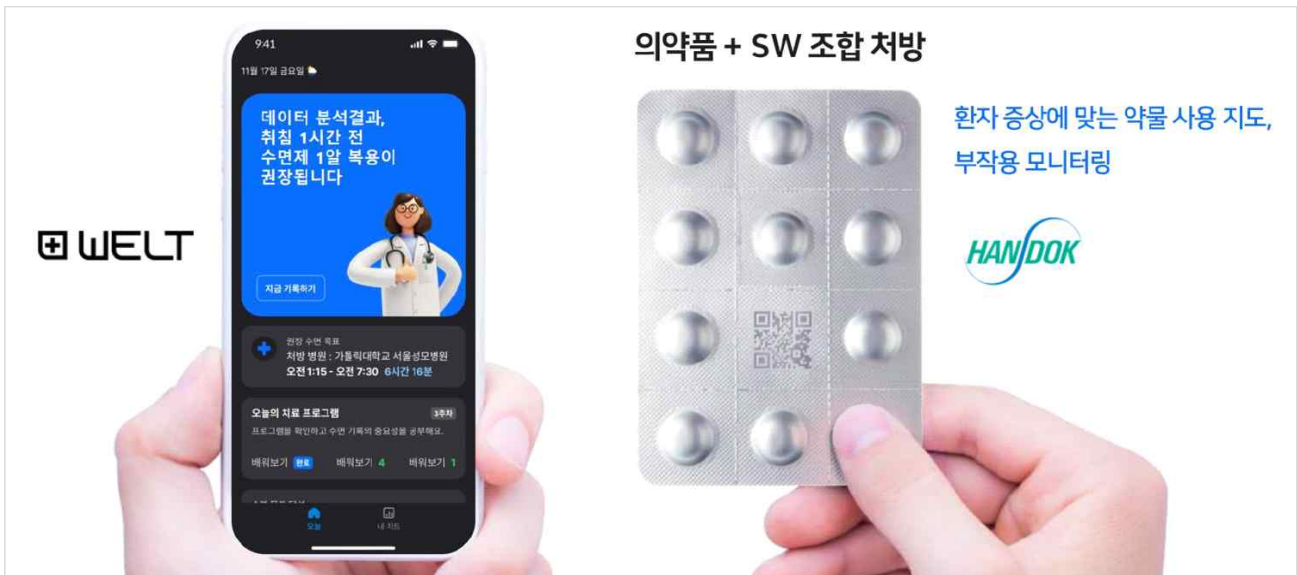 9:41
11월 17일 금요일
데이터 분석결과,
취침 1시간 전
수면제 1알 복용이
권장됩니다
지금 기록하기
권장 수면 목표
처방 병원 : 가톨릭대학교 서울성모병원
오전 1:15 - 오전 7:30 6시간 16분
오늘의 치료 프로그램 3주차
프로그램을 확인하고 수면 기록의 중요성을 공부해요.
배워보기 완료 배워보기 4 배워보기 1
오늘 내 차트
WELT
의약품 + SW 조합 처방
환자 증상에 맞는 약물 사용 지도,
부작용 모니터링
HANDOK